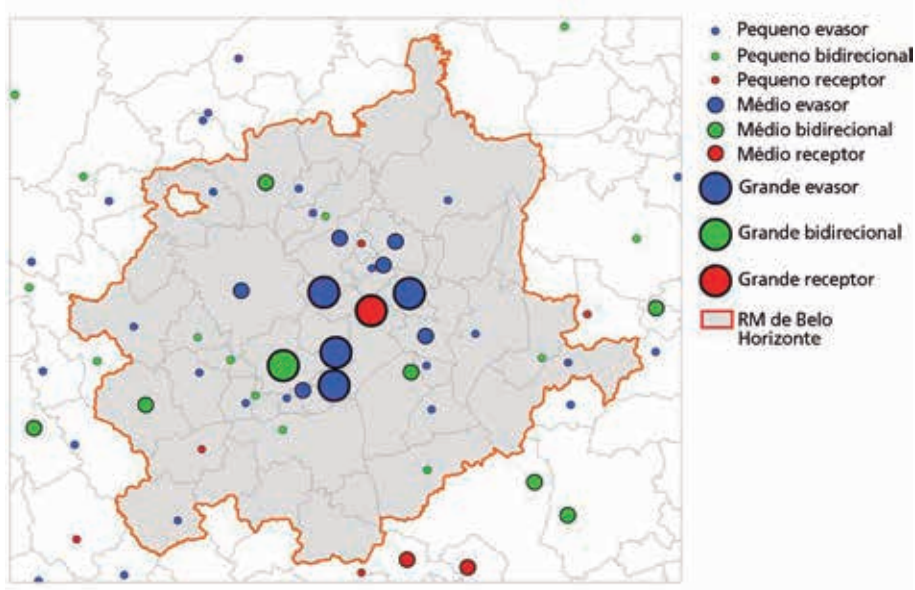 Pequeno evasor
Pequeno bidirecional
Pequeno receptor
Médio evasor
Médio bidirecional
Médio receptor
Grande evasor
Grande bidirecional
Grande receptor
RM de Belo
Horizonte